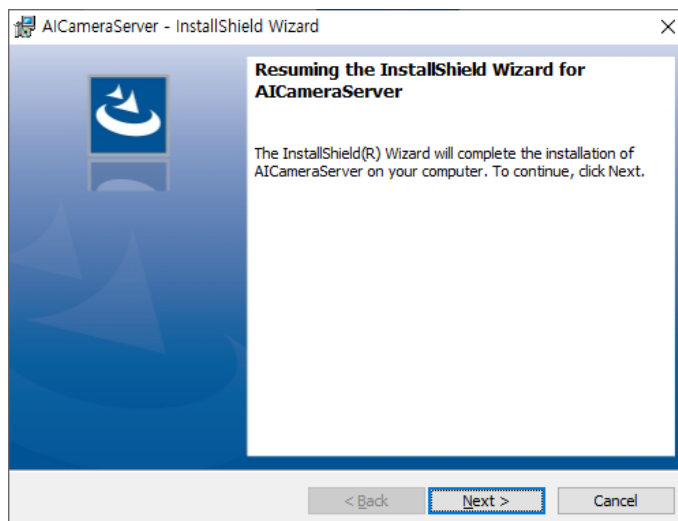 AICameraServer - InstallShield Wizard
Resuming the InstallShield Wizard for
AICameraServer
The InstallShield(R) Wizard will complete the installation of
AICameraServer on your computer. To continue, click Next.
< Back
Next >
Cancel